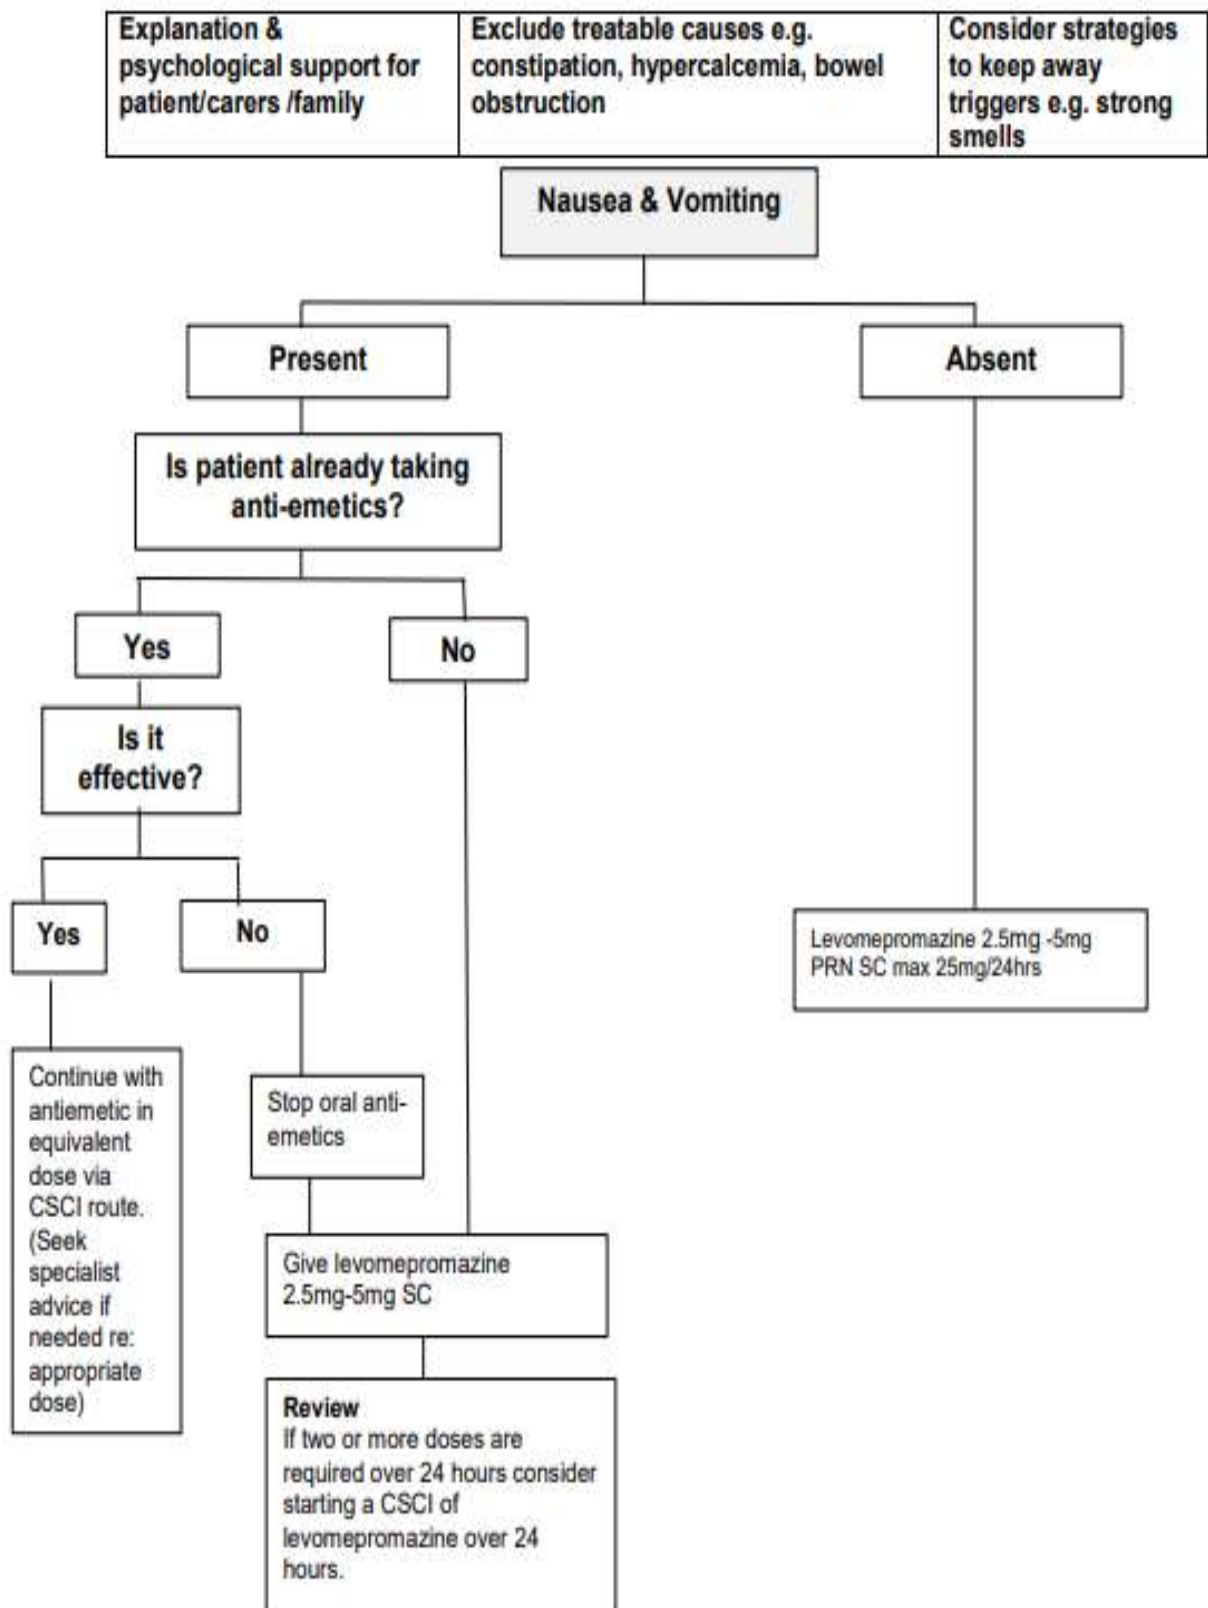 Explanation &
psychological support for
patient/carers /family
Exclude treatable causes e.g.
constipation, hypercalcemia, bowel
obstruction
Consider strategies
to keep away
triggers e.g. strong
smells
Nausea & Vomiting
Present
Absent
Is patient already taking
anti-emetics?
Yes
No
Is it
effective?
Yes
No
Levomepromazine 2.5mg -5mg
PRN SC max 25mg/24hrs
Continue with
antiemetic in
equivalent
dose via
CSCI route.
(Seek
specialist
advice if
needed re:
appropriate
dose)
Stop oral anti-
emetics
Give levomepromazine
2.5mg-5mg SC
Review
If two or more doses are
required over 24 hours consider
starting a CSCI of
levomepromazine over 24
hours.